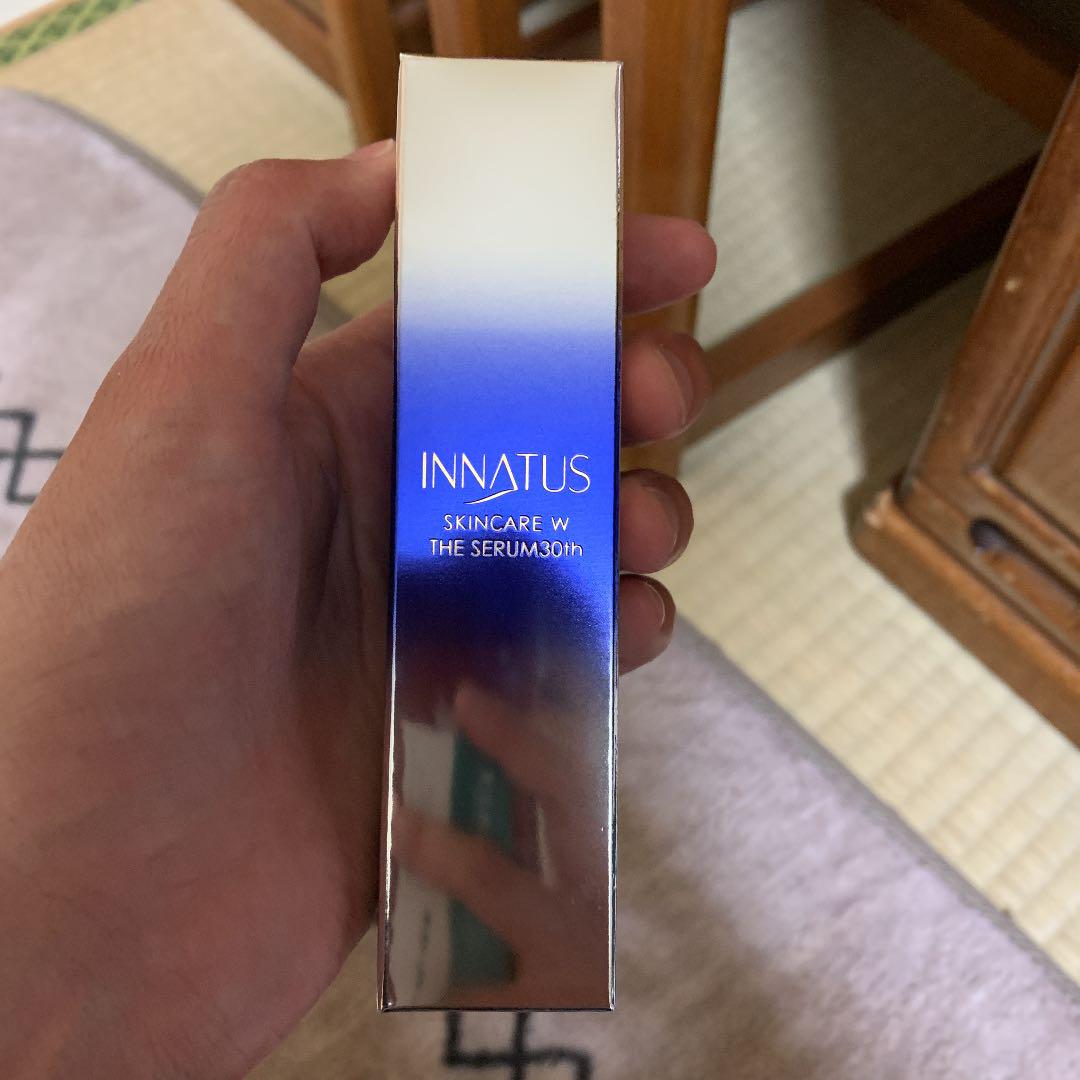 INNATUS
SKINCARE W
THE SERUM30th